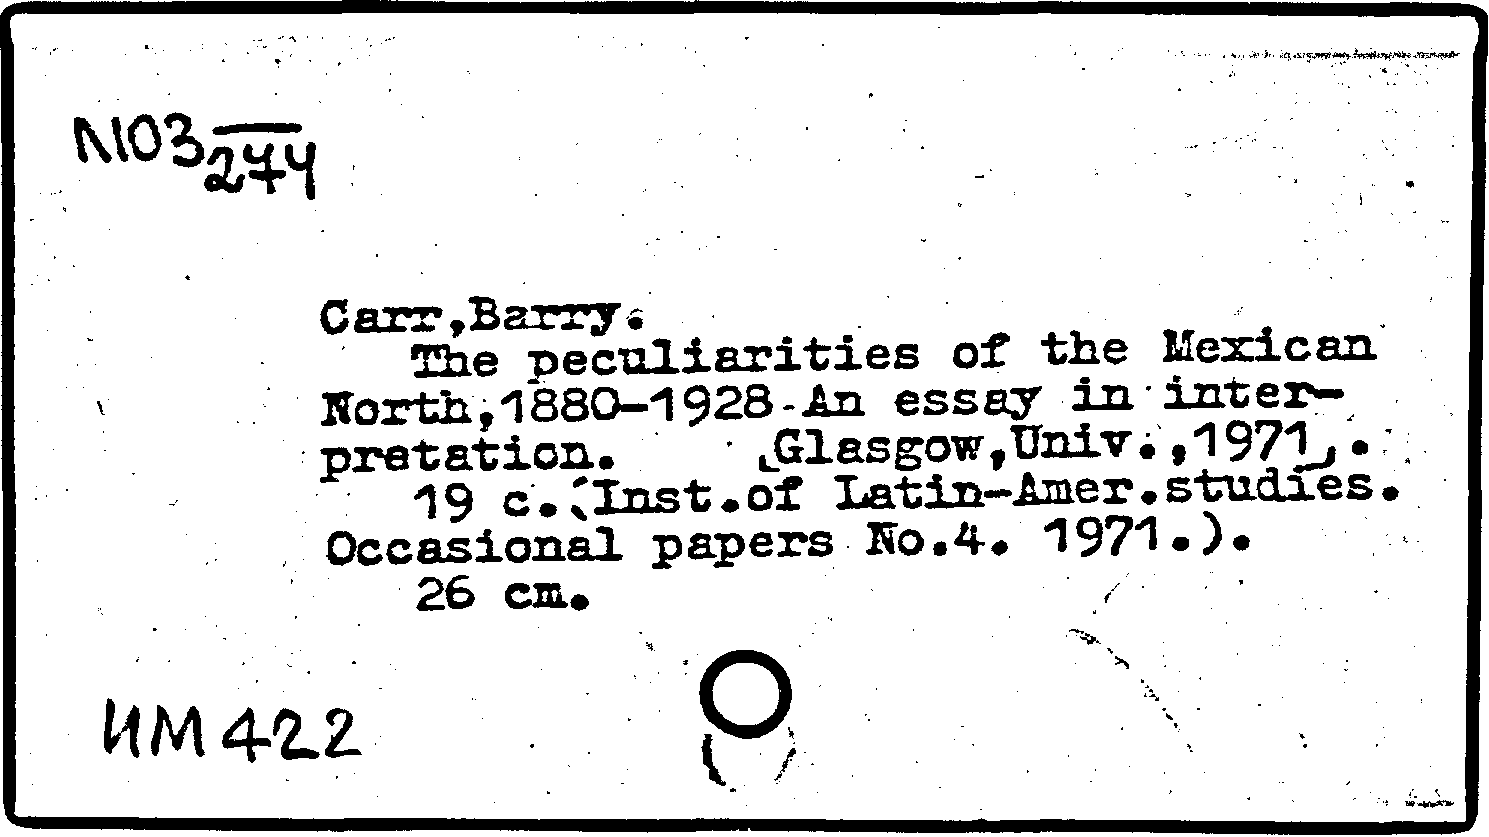 N103 274
Carr,Barry.
The peculiarities of the Mexican
North,1880-1928.An essay in inter-
pretation. [Glasgow,Univ.,1971].
19 c. (Inst.of Latin-Amer.studies.
Occasional papers No.4. 1971.).
26 cm.
ИМ422